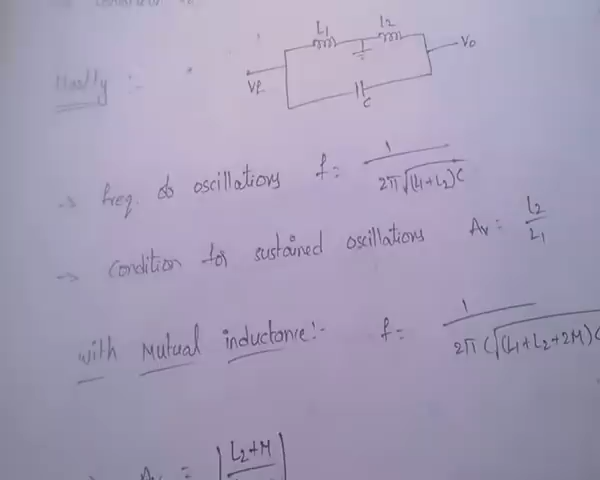 L1 L2
Vo
Vf
C
Hartly :-
→ freq. of oscillations f = 1 / 2π√(L1+L2)C
→ condition for sustained oscillations Av = L2 / L1
with Mutual inductance:- f = 1 / 2π(√(L1+L2+2M)C
Av = | L2+M